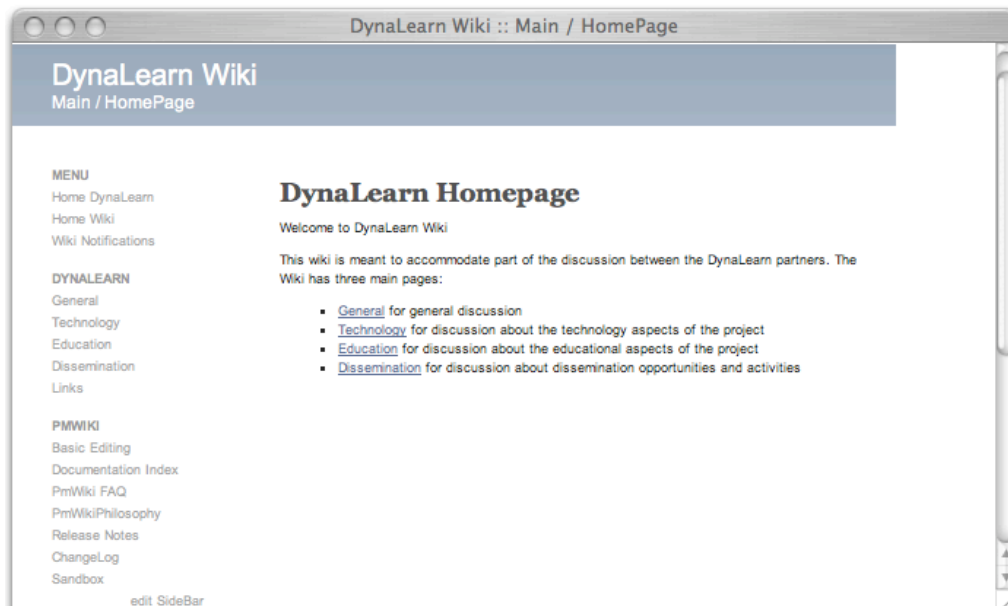 DynaLearn Wiki :: Main / HomePage
DynaLearn Wiki
Main / HomePage
MENU
Home DynaLearn
Home Wiki
Wiki Notifications
DYNALEARN
General
Technology
Education
Dissemination
Links
PMWIKI
Basic Editing
Documentation Index
PmWiki FAQ
PmWikiPhilosophy
Release Notes
ChangeLog
Sandbox
edit SideBar
DynaLearn Homepage
Welcome to DynaLearn Wiki
This wiki is meant to accommodate part of the discussion between the DynaLearn partners. The
Wiki has three main pages:
General for general discussion
Technology for discussion about the technology aspects of the project
Education for discussion about the educational aspects of the project
Dissemination for discussion about dissemination opportunities and activities